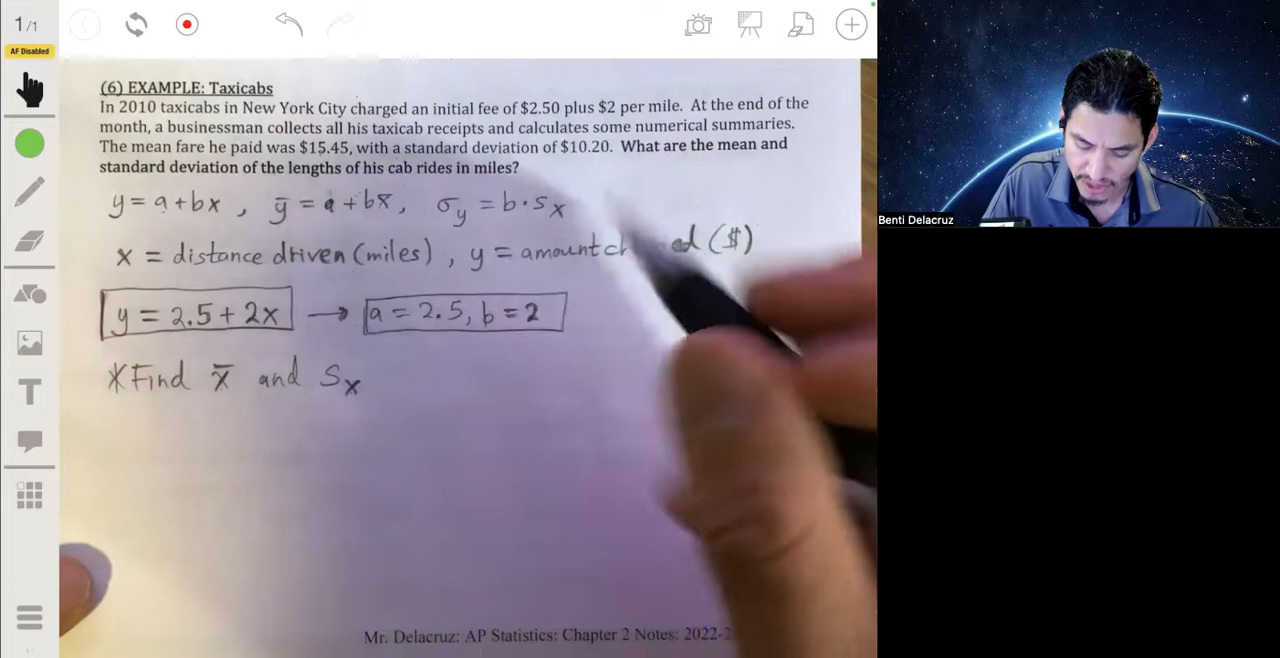 1/1
AF Disabled
(6) EXAMPLE: Taxicabs
In 2010 taxicabs in New York City charged an initial fee of $2.50 plus $2 per mile. At the end of the
month, a businessman collects all his taxicab receipts and calculates some numerical summaries.
The mean fare he paid was $15.45, with a standard deviation of $10.20. What are the mean and
standard deviation of the lengths of his cab rides in miles?
y = a + bx , ȳ = a + bx̄, σy = b·sx
x = distance driven (miles) , y = amount ($)
y = 2.5 + 2x → a = 2.5, b = 2
*Find x̄ and Sx
Mr. Delacruz: AP Statistics: Chapter 2 Notes: 2022-2
Benti Delacruz
T